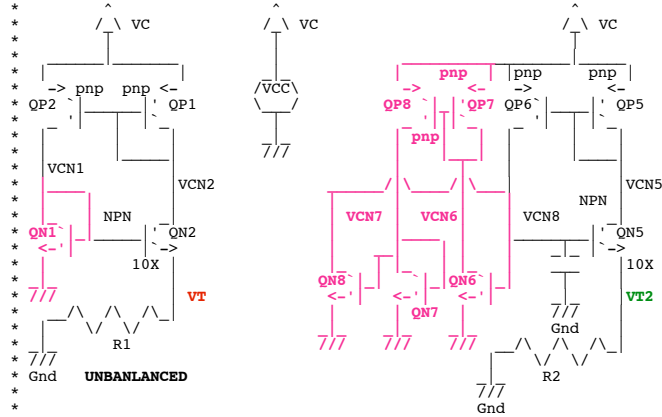 VC VC VC
pnp pnp pnp pnp pnp
QP2 QP1 VCC QP8 QP7 QP6 QP5
pnp
VCN1 VCN2 VCN5
NPN NPN
VCN7 VCN6 VCN8
QN1 QN2 QN5
10X 10X
QN8 QN6
VT VT2
QN7
Gnd
R1
Gnd UNBANLANCED R2
Gnd